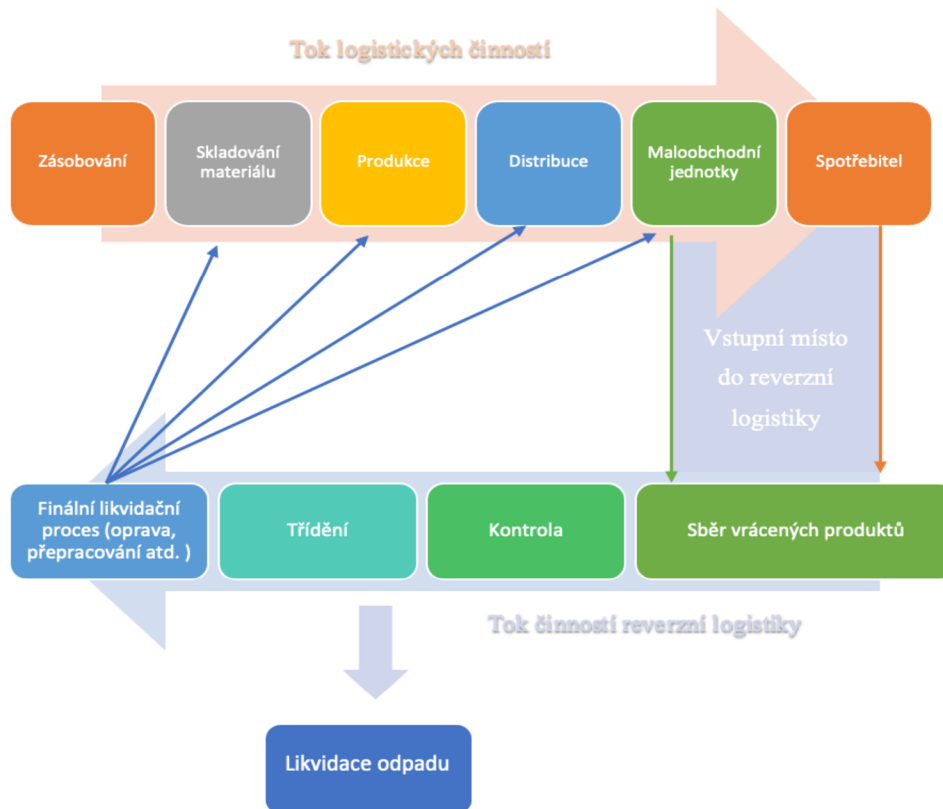 Tok logistických činností
Zásobování
Skladování
materiálu
Produkce
Distribuce
Maloobchodní
jednotky
Spotřebitel
Vstupní místo
do reverzní
logistiky
Finální likvidační
proces (oprava,
přepracování atd. )
Třídění
Kontrola
Sběr vrácených produktů
Tok činností reverzní logistiky
Likvidace odpadu